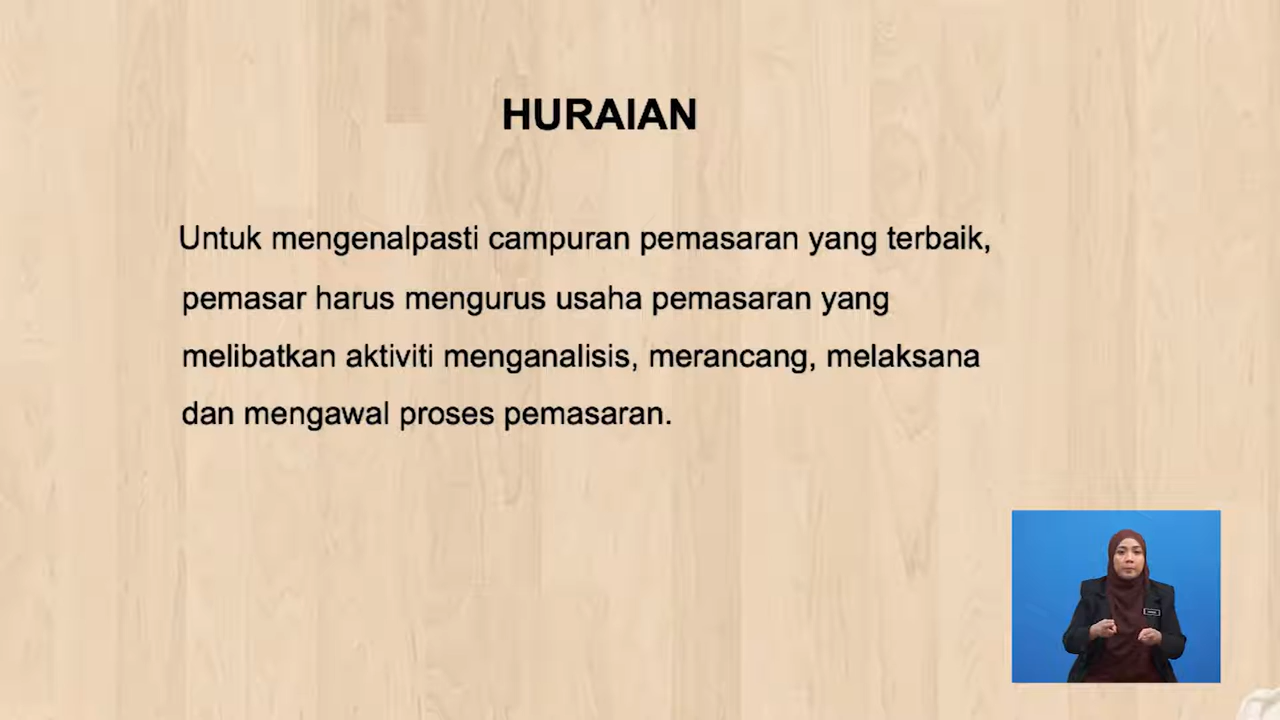 HURAIAN
Untuk mengenalpasti campuran pemasaran yang terbaik,
pemasar harus mengurus usaha pemasaran yang
melibatkan aktiviti menganalisis, merancang, melaksana
dan mengawal proses pemasaran.